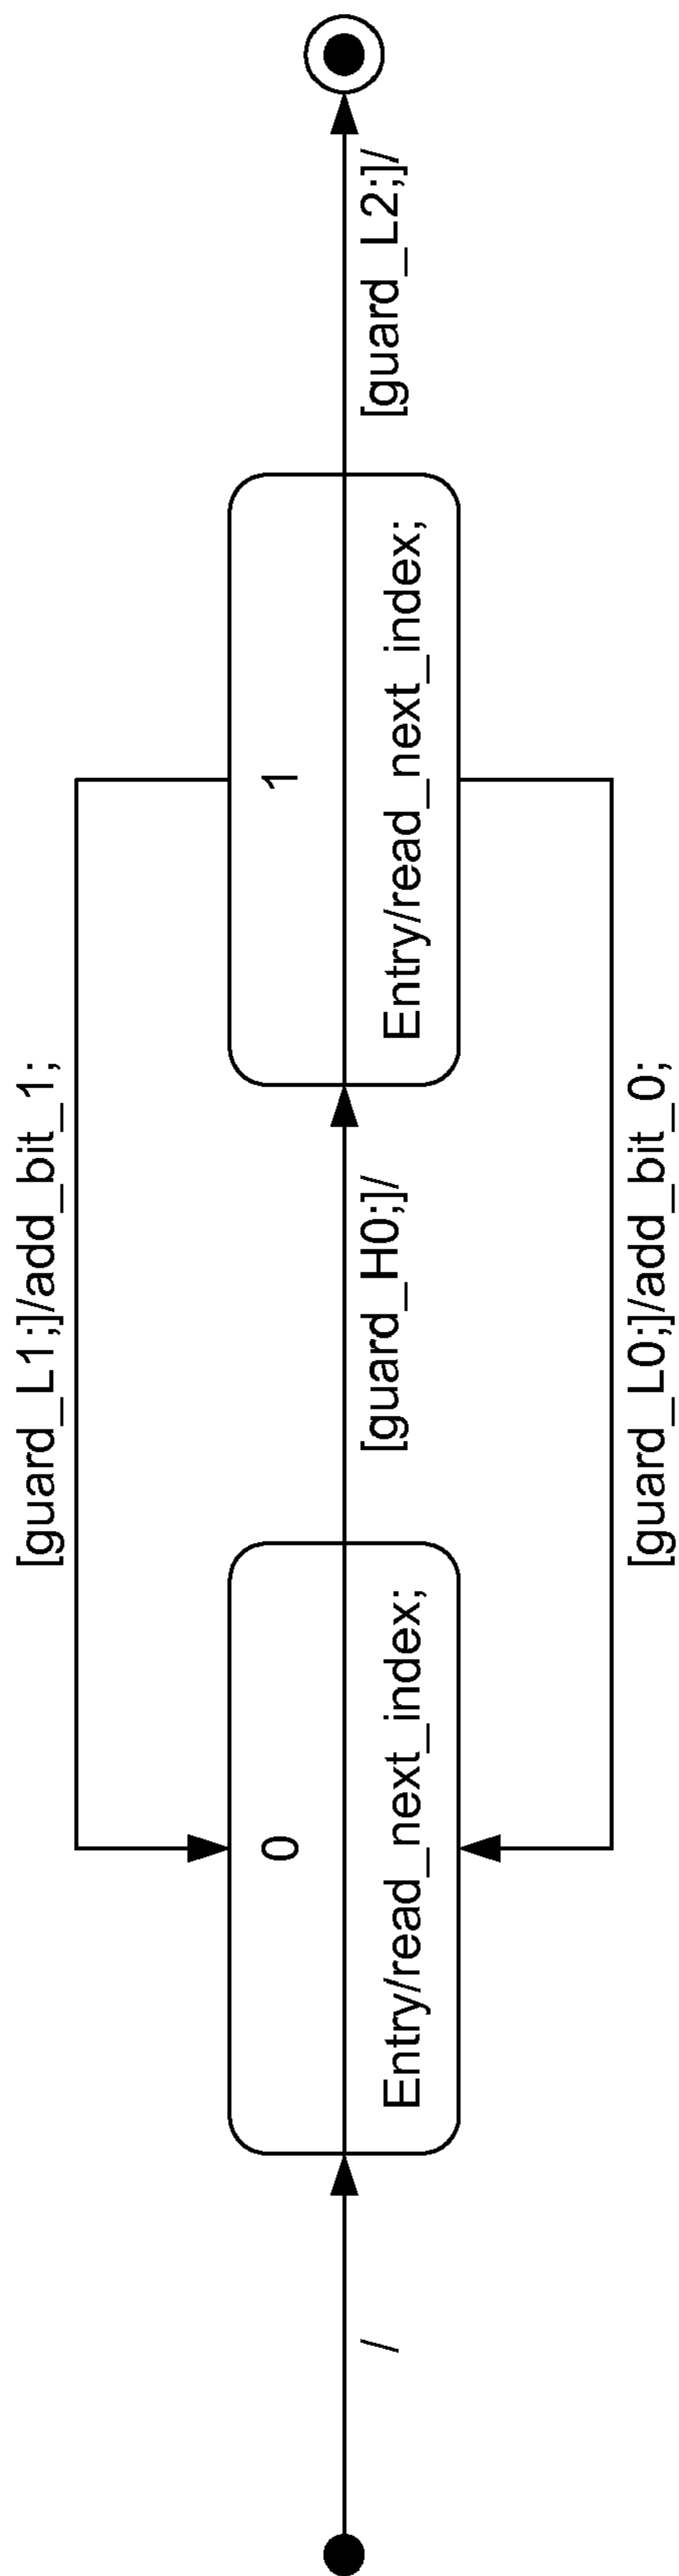 [guard_L1;]/add_bit_1;
/
0
Entry/read_next_index;
[guard_H0;]/
1
Entry/read_next_index;
[guard_L2;]/
[guard_L0;]/add_bit_0;